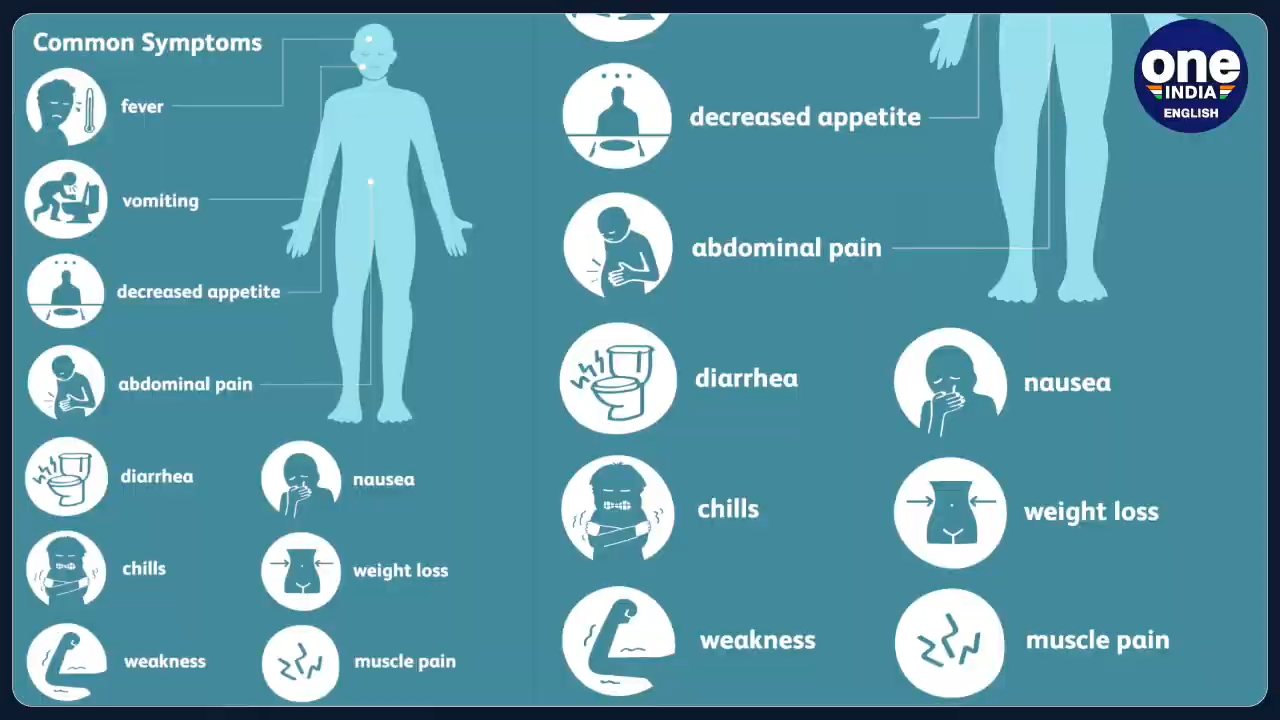 Common Symptoms
fever
vomiting
decreased appetite
abdominal pain
diarrhea
nausea
chills
weight loss
weakness
muscle pain
decreased appetite
abdominal pain
diarrhea
nausea
chills
weight loss
weakness
muscle pain
one
INDIA
ENGLISH